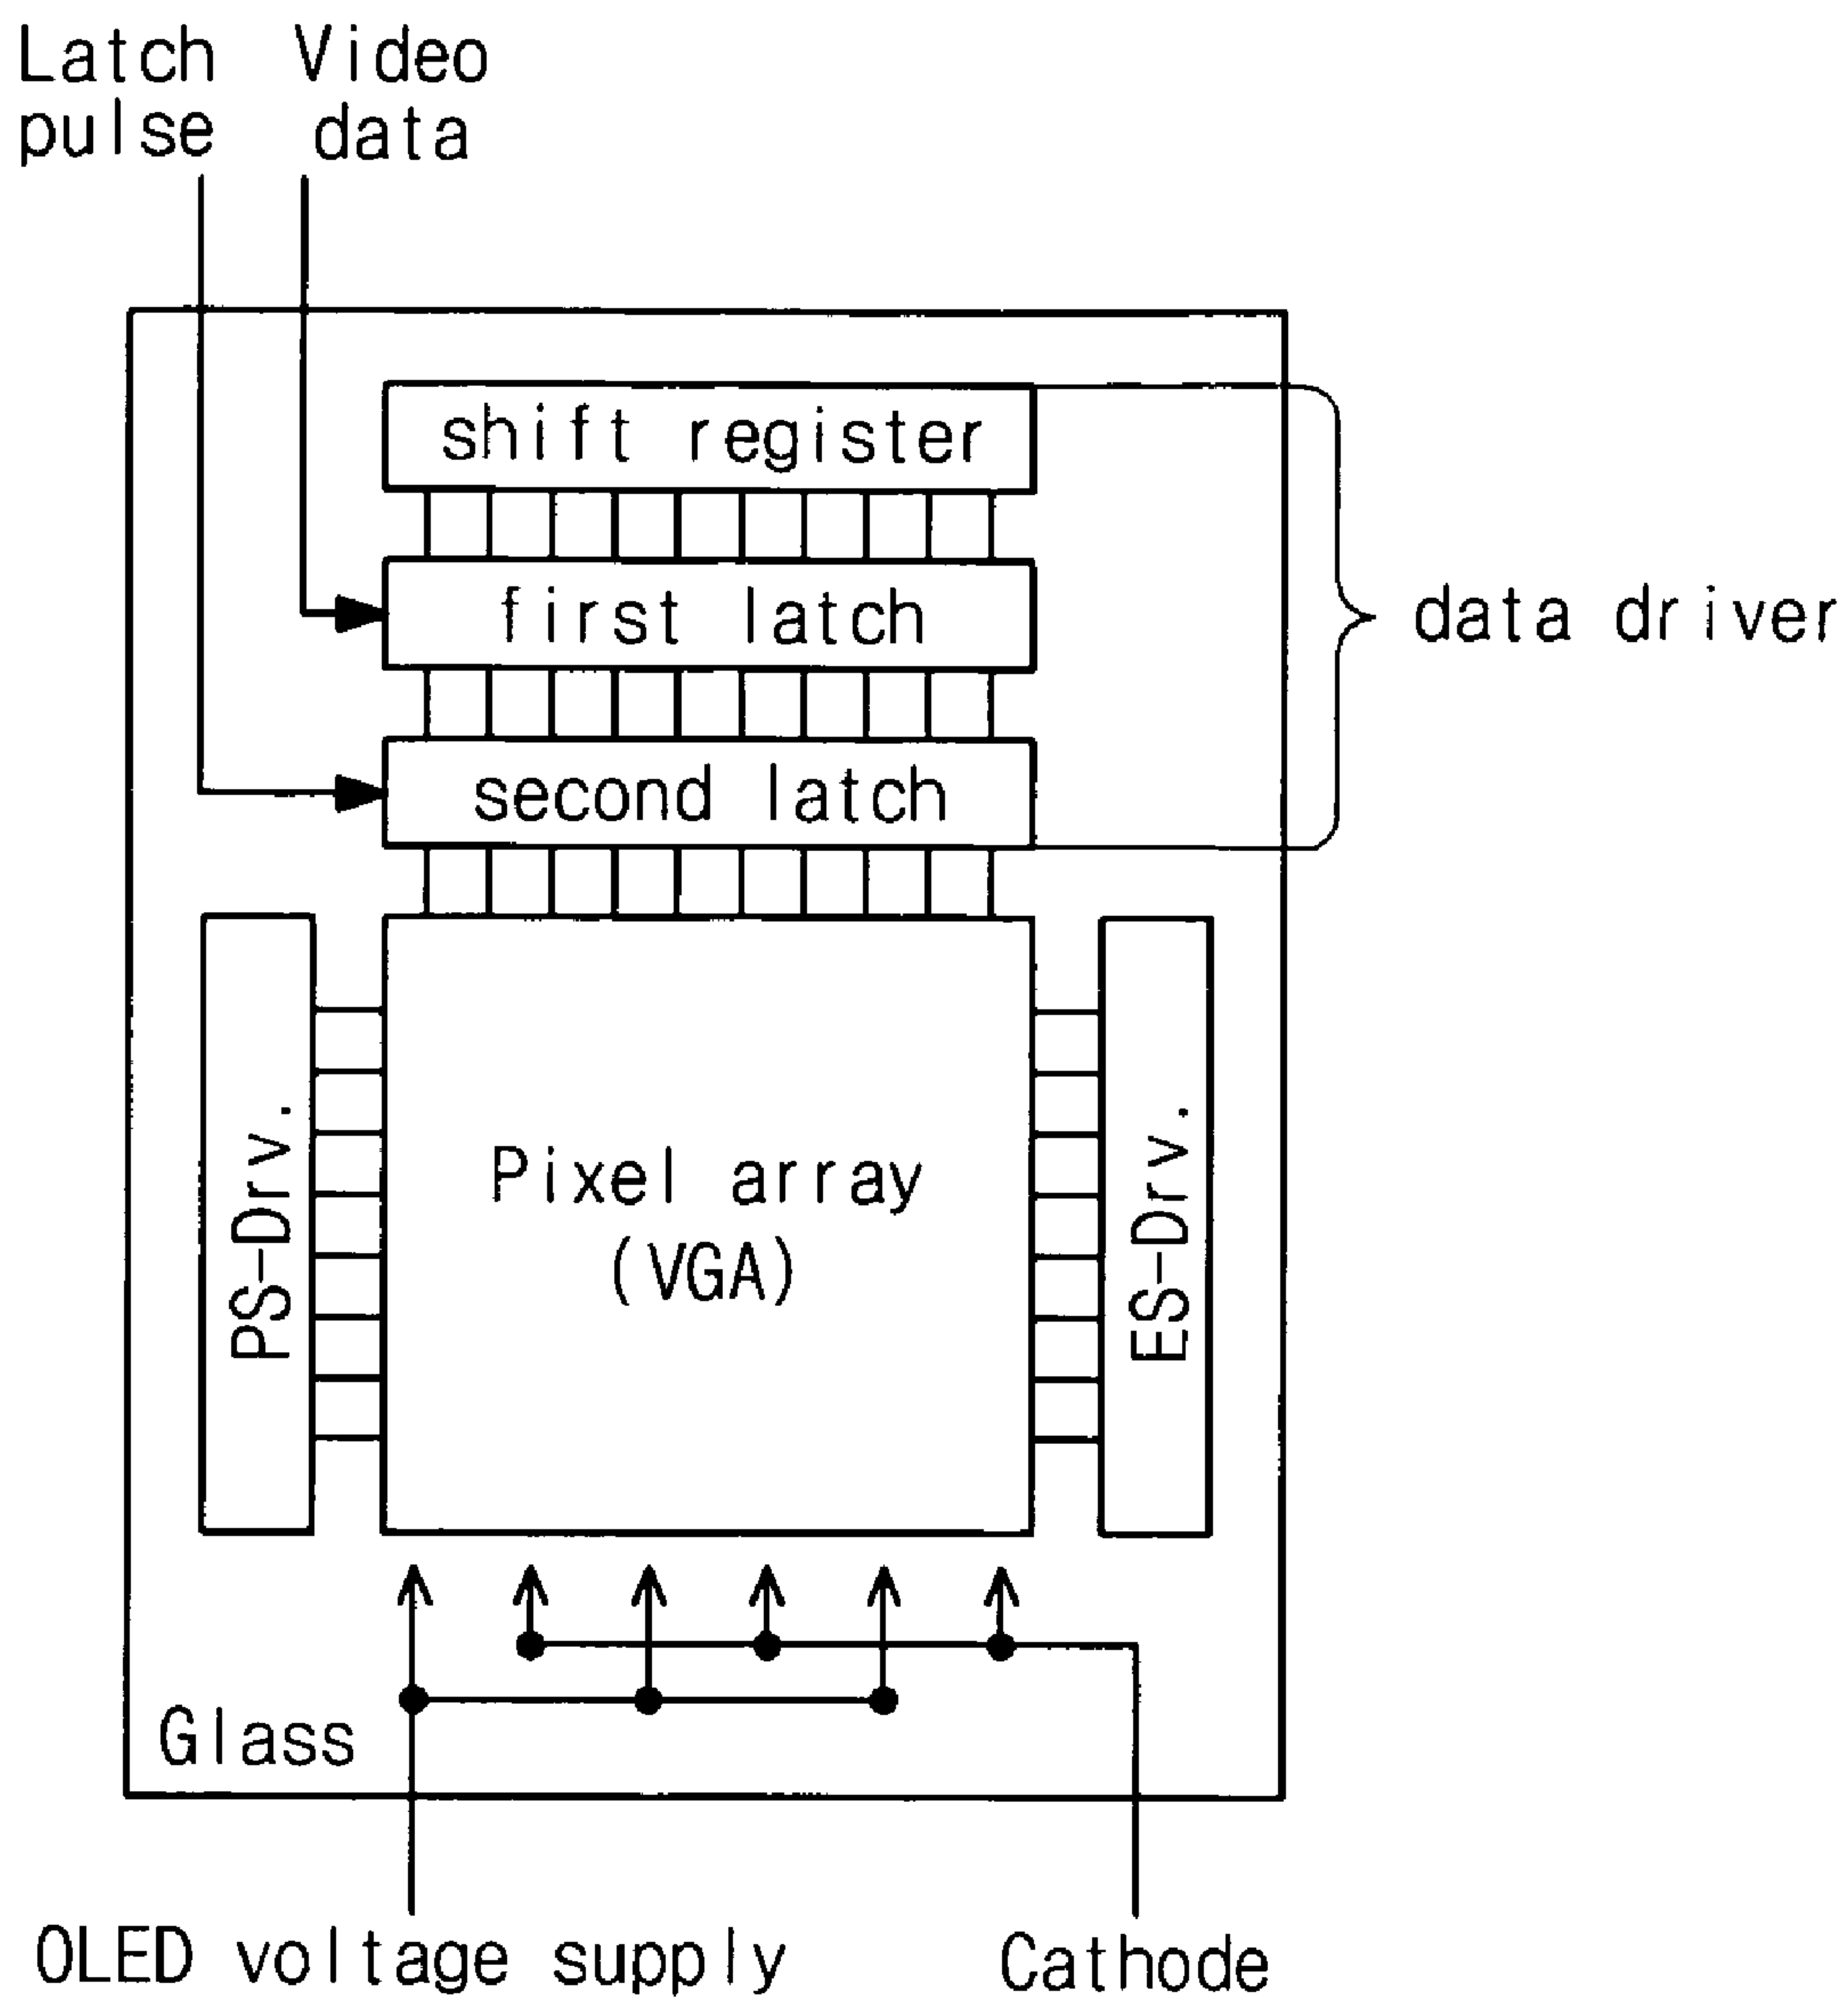 Latch
pulse
Video
data
shift register
first latch
second latch
data driver
PS-Drv.
Pixel array
(VGA)
ES-Drv.
Glass
OLED voltage supply
Cathode